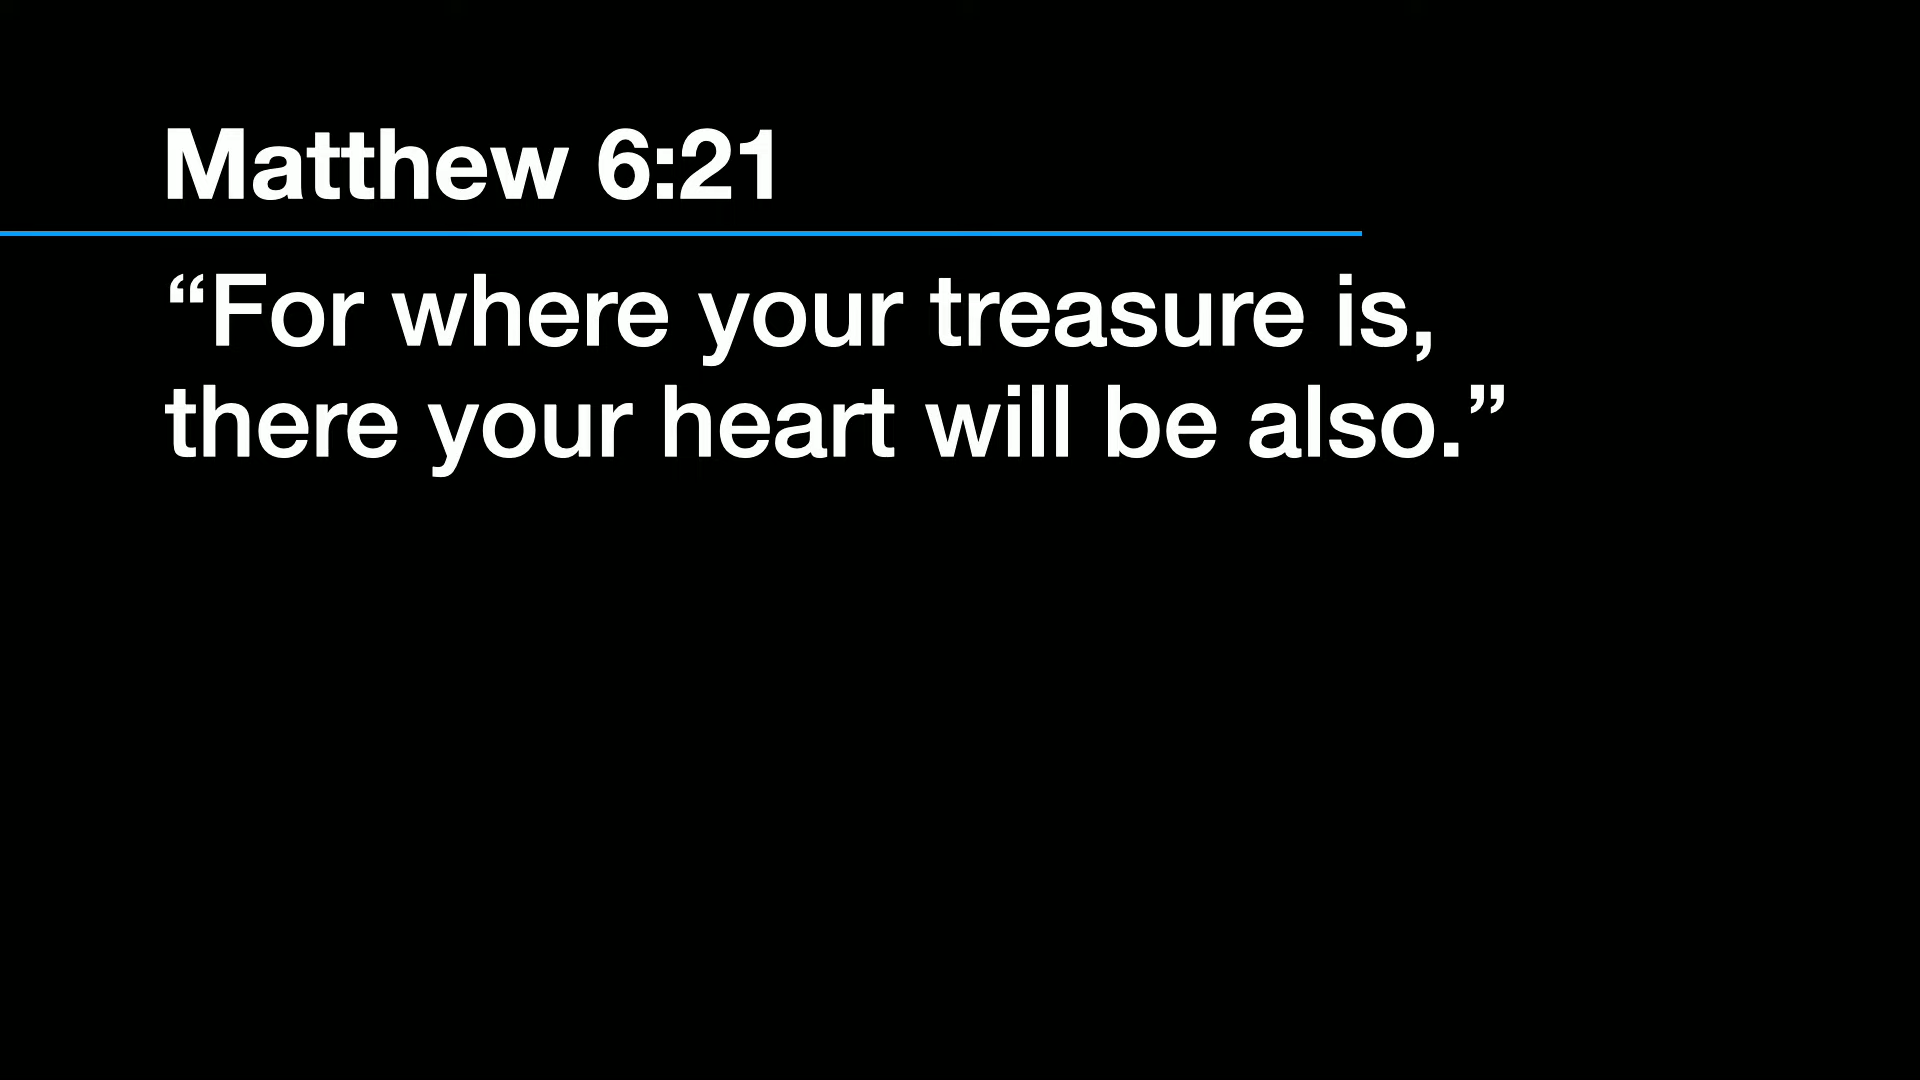 Matthew 6:21
“For where your treasure is,
there your heart will be also.”